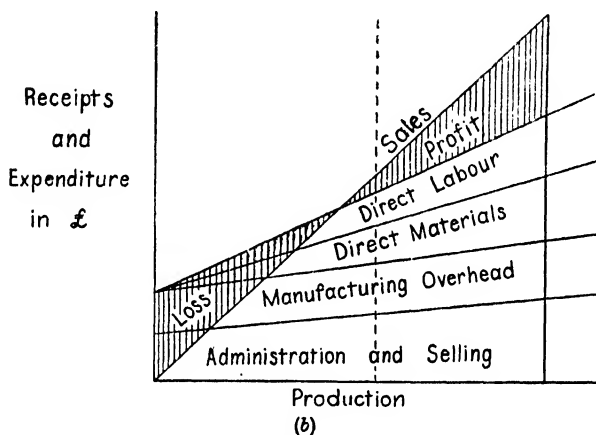 Receipts
and
Expenditure
in £
Sales
Profit
Direct Labour
Direct Materials
Loss
Manufacturing Overhead
Administration and Selling
Production
(b)